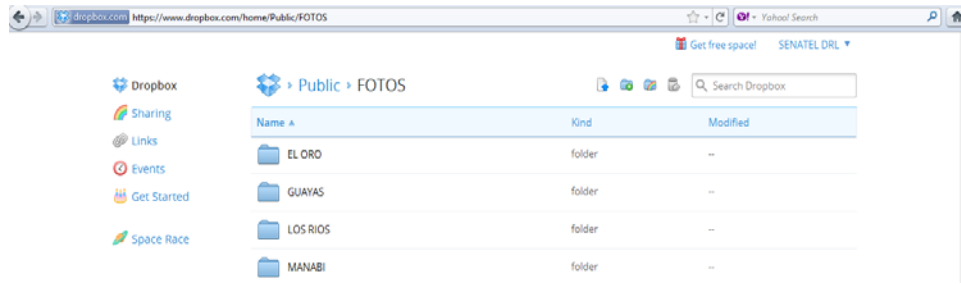 dropbox.com https://www.dropbox.com/home/Public/FOTOS Yahoo! Search
Get free space! SENATEL DRL ▼
Dropbox
Sharing
Links
Events
Get Started
Space Race
› Public › FOTOS Search Dropbox
Name ▲ Kind Modified
EL ORO folder --
GUAYAS folder --
LOS RIOS folder --
MANABI folder --